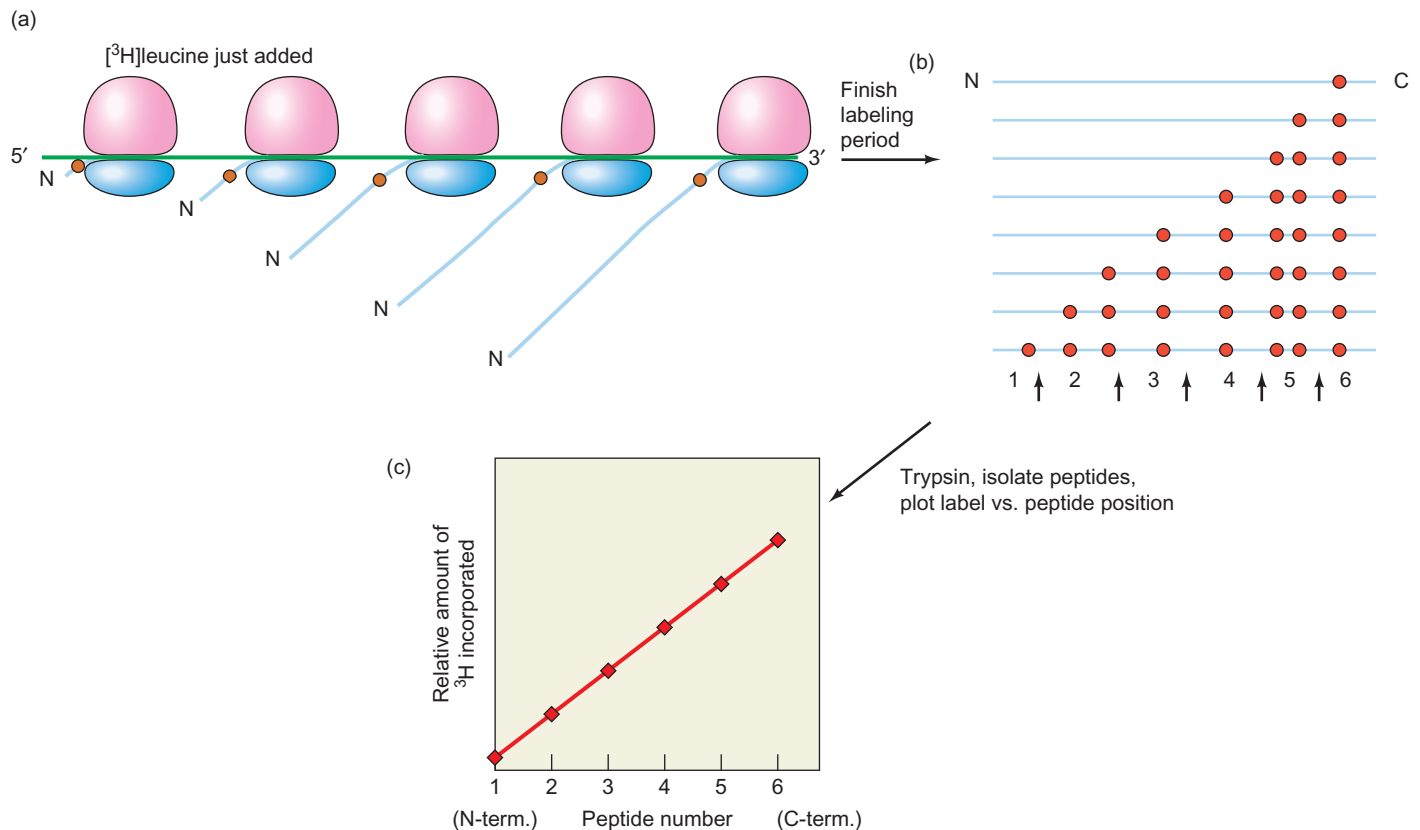 (a)
[³H]leucine just added
5′
3′
N
N
N
N
N
Finish
labeling
period
(b)
N
C
1 2 3 4 5 6
Trypsin, isolate peptides,
plot label vs. peptide position
(c)
Relative amount of
³H incorporated
1 2 3 4 5 6
(N-term.) Peptide number (C-term.)